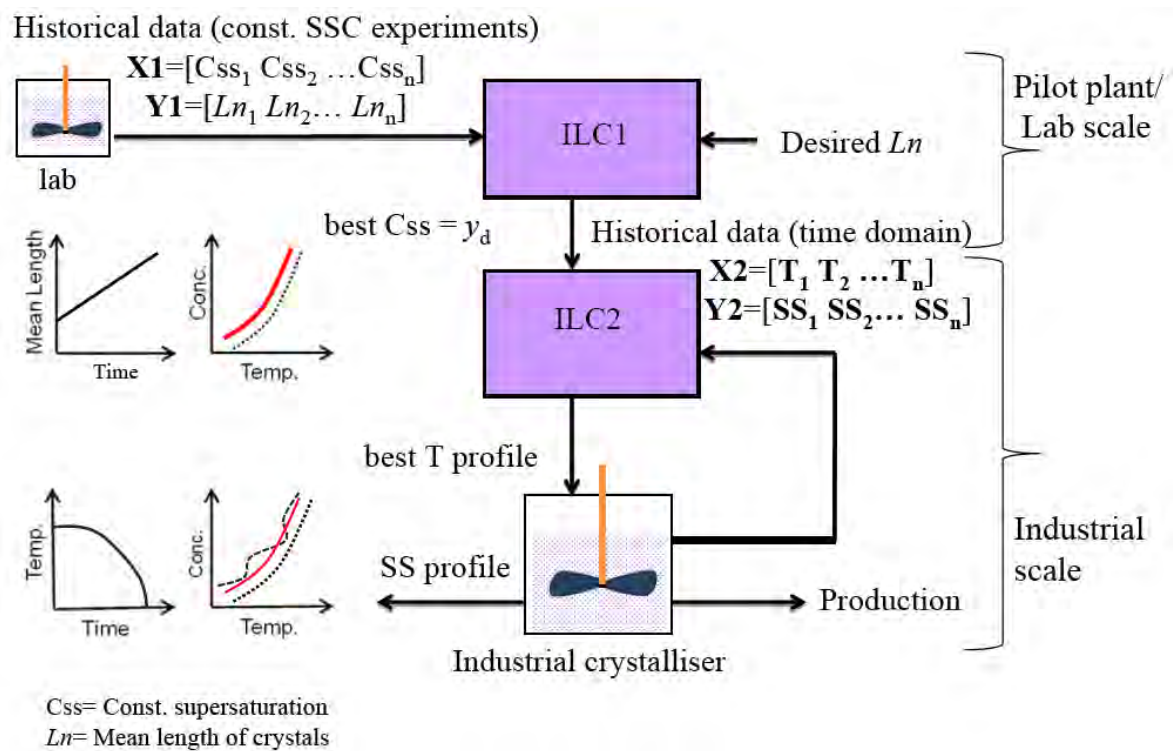 Historical data (const. SSC experiments)
X1=[Css1 Css2 …Cssn]
Y1=[Ln1 Ln2… Lnn]
lab
ILC1
Desired Ln
Pilot plant/
Lab scale
best Css = yd
Historical data (time domain)
X2=[T1 T2 …Tn]
Y2=[SS1 SS2… SSn]
ILC2
Mean Length
Time
Conc.
Temp.
best T profile
Industrial
scale
Temp.
Time
Conc.
Temp.
SS profile
Production
Industrial crystalliser
Css= Const. supersaturation
Ln= Mean length of crystals